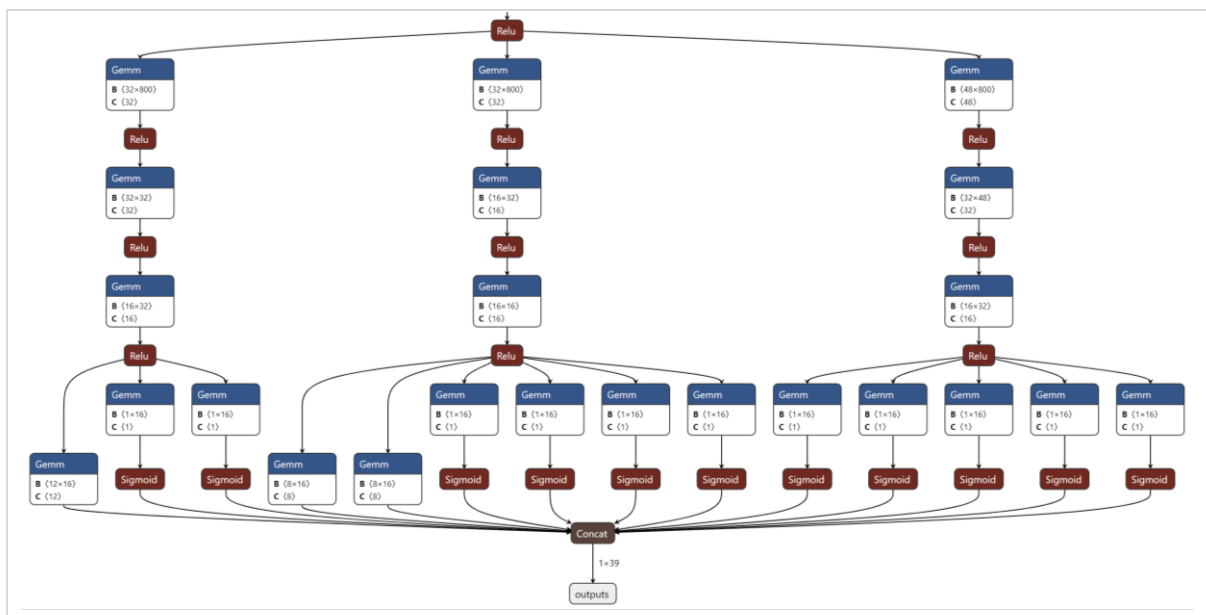 Relu
Gemm Gemm Gemm
B ⟨32×800⟩ B ⟨32×800⟩ B ⟨48×800⟩
C ⟨32⟩ C ⟨32⟩ C ⟨48⟩
Relu Relu Relu
Gemm Gemm Gemm
B ⟨32×32⟩ B ⟨16×32⟩ B ⟨32×48⟩
C ⟨32⟩ C ⟨16⟩ C ⟨32⟩
Relu Relu Relu
Gemm Gemm Gemm
B ⟨16×32⟩ B ⟨16×16⟩ B ⟨16×32⟩
C ⟨16⟩ C ⟨16⟩ C ⟨16⟩
Relu Relu Relu
Gemm Gemm Gemm Gemm Gemm Gemm Gemm Gemm Gemm Gemm Gemm
B ⟨1×16⟩ B ⟨1×16⟩ B ⟨1×16⟩ B ⟨1×16⟩ B ⟨1×16⟩ B ⟨1×16⟩ B ⟨1×16⟩ B ⟨1×16⟩ B ⟨1×16⟩ B ⟨1×16⟩ B ⟨1×16⟩
C ⟨1⟩ C ⟨1⟩ C ⟨1⟩ C ⟨1⟩ C ⟨1⟩ C ⟨1⟩ C ⟨1⟩ C ⟨1⟩ C ⟨1⟩ C ⟨1⟩ C ⟨1⟩
Gemm Gemm Gemm
B ⟨12×16⟩ B ⟨8×16⟩ B ⟨8×16⟩
C ⟨12⟩ C ⟨8⟩ C ⟨8⟩
Sigmoid Sigmoid Sigmoid Sigmoid Sigmoid Sigmoid Sigmoid Sigmoid Sigmoid Sigmoid Sigmoid
Concat
1×39
outputs